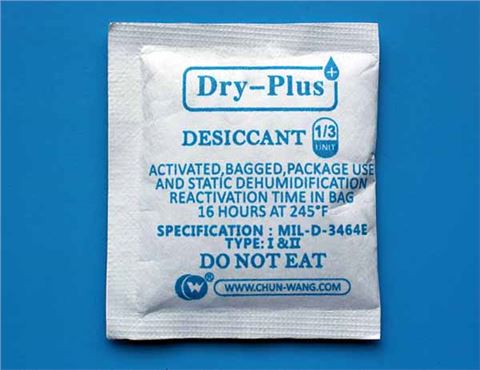 Dry-Plus+
DESICCANT 1/3 UNIT
ACTIVATED,BAGGED,PACKAGE USE
AND STATIC DEHUMIDIFICATION
REACTIVATION TIME IN BAG
16 HOURS AT 245°F
SPECIFICATION : MIL-D-3464E
TYPE: I & II
DO NOT EAT
CW WWW.CHUN-WANG.COM